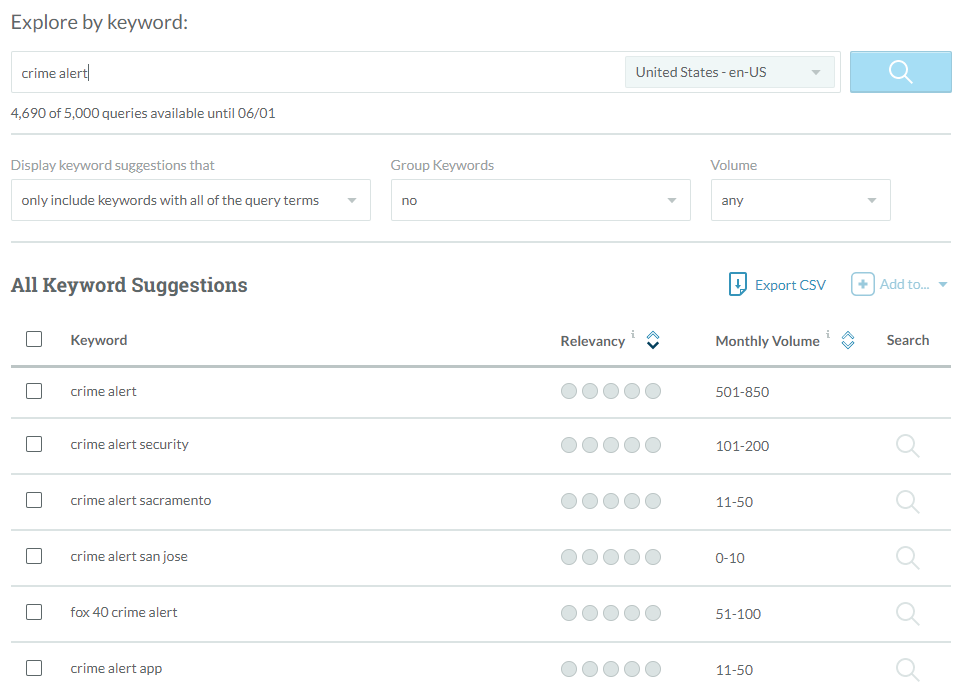 Explore by keyword:
crime alert United States - en-US
4,690 of 5,000 queries available until 06/01
Display keyword suggestions that Group Keywords Volume
only include keywords with all of the query terms no any
All Keyword Suggestions Export CSV Add to...
Keyword Relevancy i Monthly Volume i Search
crime alert 501-850
crime alert security 101-200
crime alert sacramento 11-50
crime alert san jose 0-10
fox 40 crime alert 51-100
crime alert app 11-50